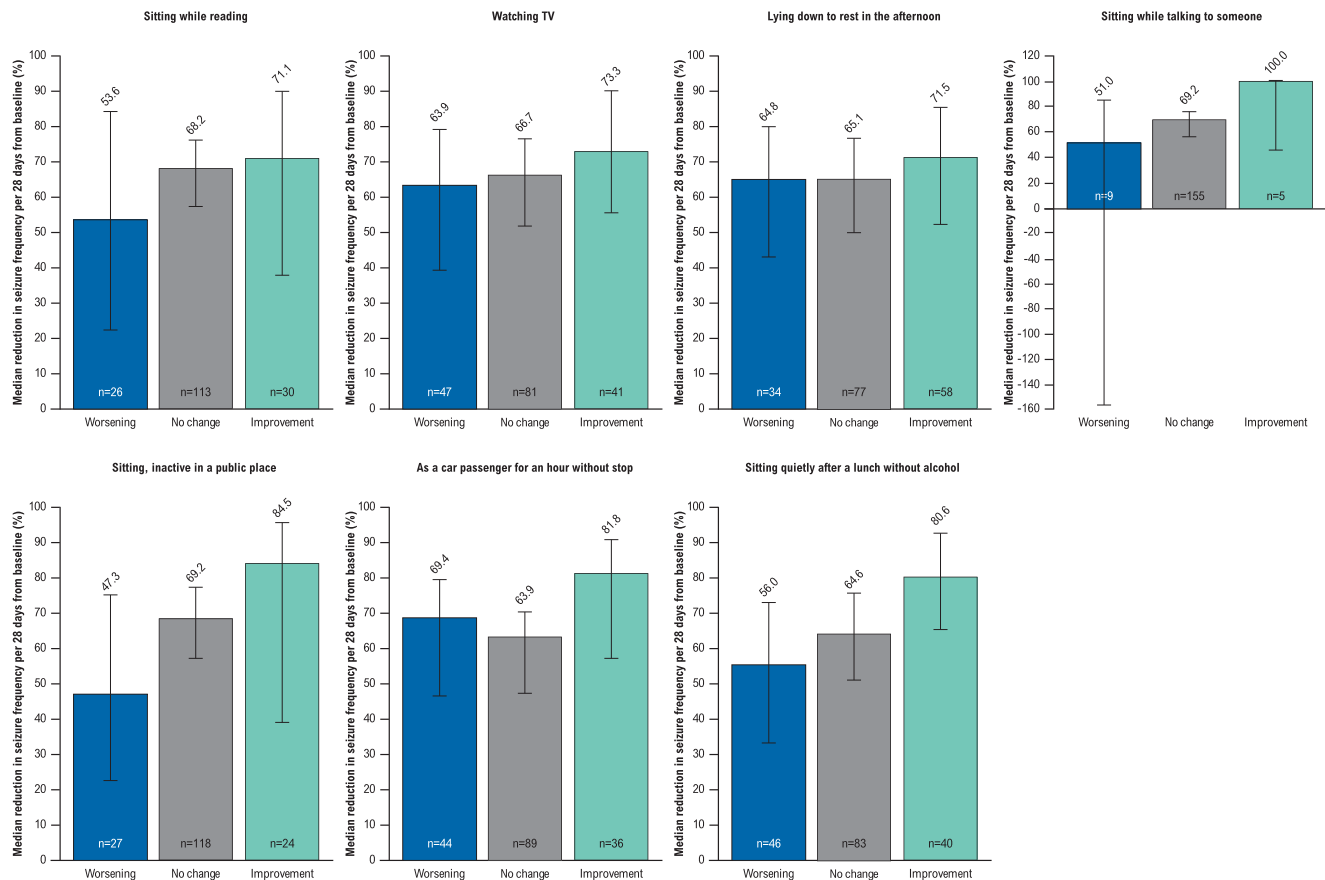 Sitting while reading
Median reduction in seizure frequency per 28 days from baseline (%)
100
90
80
70
60
50
40
30
20
10
0
53.6
68.2
71.1
n=26
n=113
n=30
Worsening
No change
Improvement
Watching TV
Median reduction in seizure frequency per 28 days from baseline (%)
100
90
80
70
60
50
40
30
20
10
0
63.9
66.7
73.3
n=47
n=81
n=41
Worsening
No change
Improvement
Lying down to rest in the afternoon
Median reduction in seizure frequency per 28 days from baseline (%)
100
90
80
70
60
50
40
30
20
10
0
64.8
65.1
71.5
n=34
n=77
n=58
Worsening
No change
Improvement
Sitting while talking to someone
Median reduction in seizure frequency per 28 days from baseline (%)
120
100
80
60
40
20
0
-20
-40
-60
-80
-100
-120
-140
-160
51.0
69.2
100.0
n=9
n=155
n=5
Worsening
No change
Improvement
Sitting, inactive in a public place
Median reduction in seizure frequency per 28 days from baseline (%)
100
90
80
70
60
50
40
30
20
10
0
47.3
69.2
84.5
n=27
n=118
n=24
Worsening
No change
Improvement
As a car passenger for an hour without stop
Median reduction in seizure frequency per 28 days from baseline (%)
100
90
80
70
60
50
40
30
20
10
0
69.4
63.9
81.8
n=44
n=89
n=36
Worsening
No change
Improvement
Sitting quietly after a lunch without alcohol
Median reduction in seizure frequency per 28 days from baseline (%)
100
90
80
70
60
50
40
30
20
10
0
56.0
64.6
80.6
n=46
n=83
n=40
Worsening
No change
Improvement